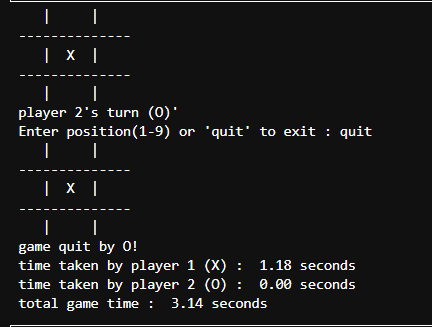 |     |
--------------
   |  X  |
--------------
   |     |
player 2's turn (O)'
Enter position(1-9) or 'quit' to exit : quit
   |     |
--------------
   |  X  |
--------------
   |     |
game quit by O!
time taken by player 1 (X) :  1.18 seconds
time taken by player 2 (O) :  0.00 seconds
total game time :  3.14 seconds